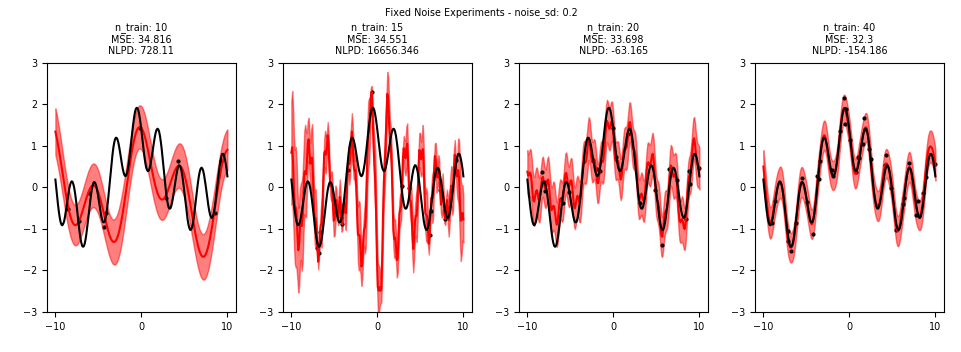 Fixed Noise Experiments - noise_sd: 0.2
n_train: 10
MSE: 34.816
NLPD: 728.11
n_train: 15
MSE: 34.551
NLPD: 16656.346
n_train: 20
MSE: 33.698
NLPD: -63.165
n_train: 40
MSE: 32.3
NLPD: -154.186
3
2
1
0
−1
−2
−3
−10 0 10
3
2
1
0
−1
−2
−3
−10 0 10
3
2
1
0
−1
−2
−3
−10 0 10
3
2
1
0
−1
−2
−3
−10 0 10